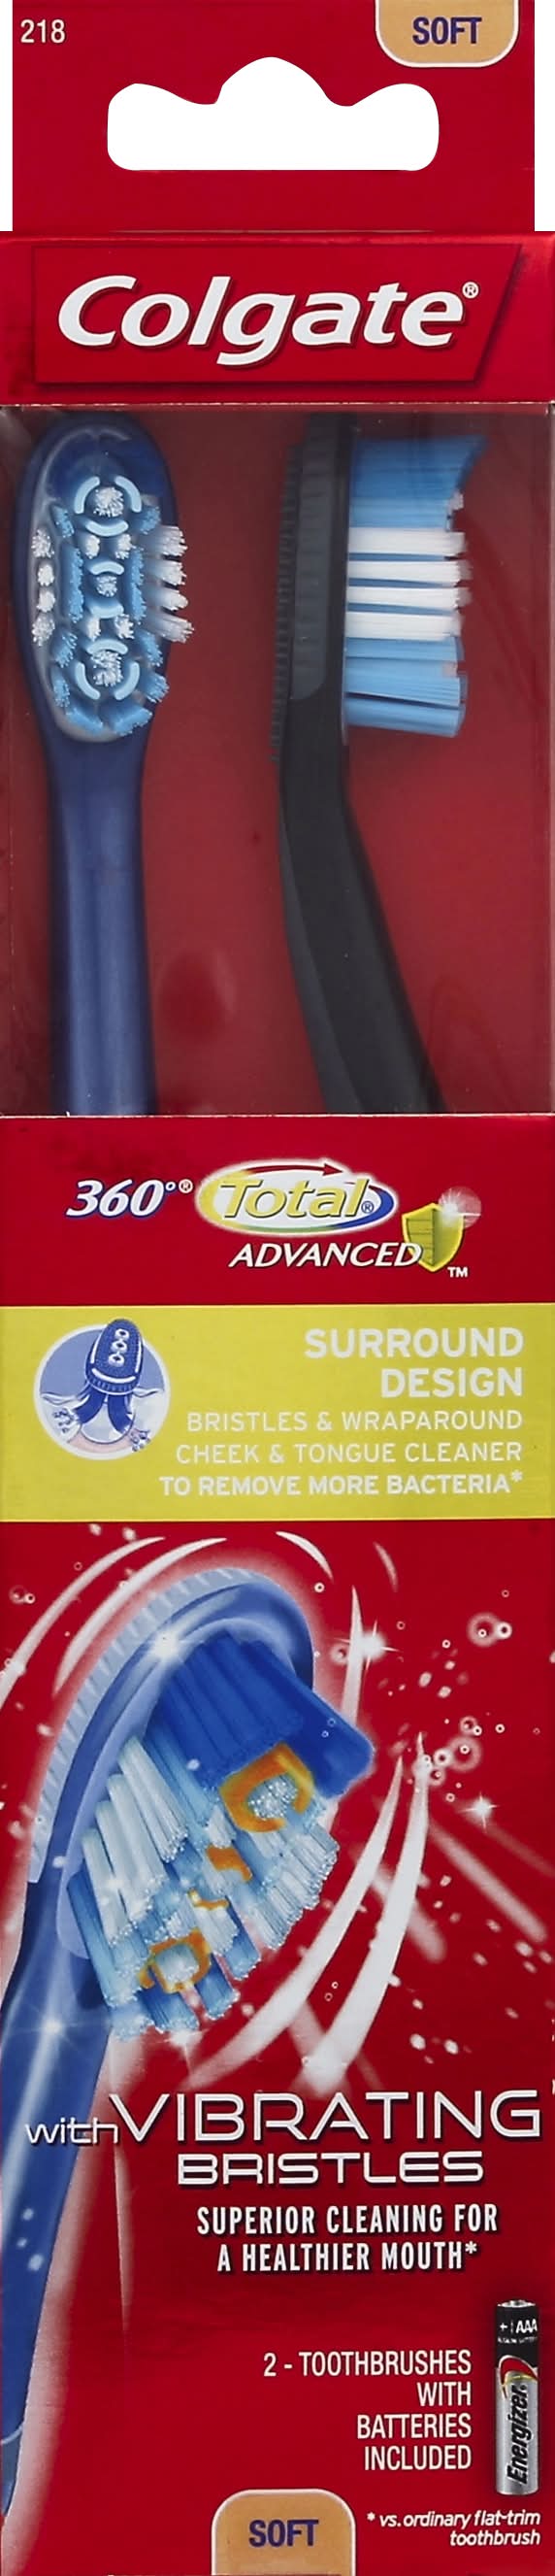 218
SOFT
Colgate®
360°® Total®
ADVANCED™
SURROUND
DESIGN
BRISTLES & WRAPAROUND
CHEEK & TONGUE CLEANER
TO REMOVE MORE BACTERIA*
with VIBRATING
BRISTLES
SUPERIOR CLEANING FOR
A HEALTHIER MOUTH*
2 - TOOTHBRUSHES
WITH
BATTERIES
INCLUDED
+ AAA
Energizer
SOFT
* vs. ordinary flat-trim
toothbrush